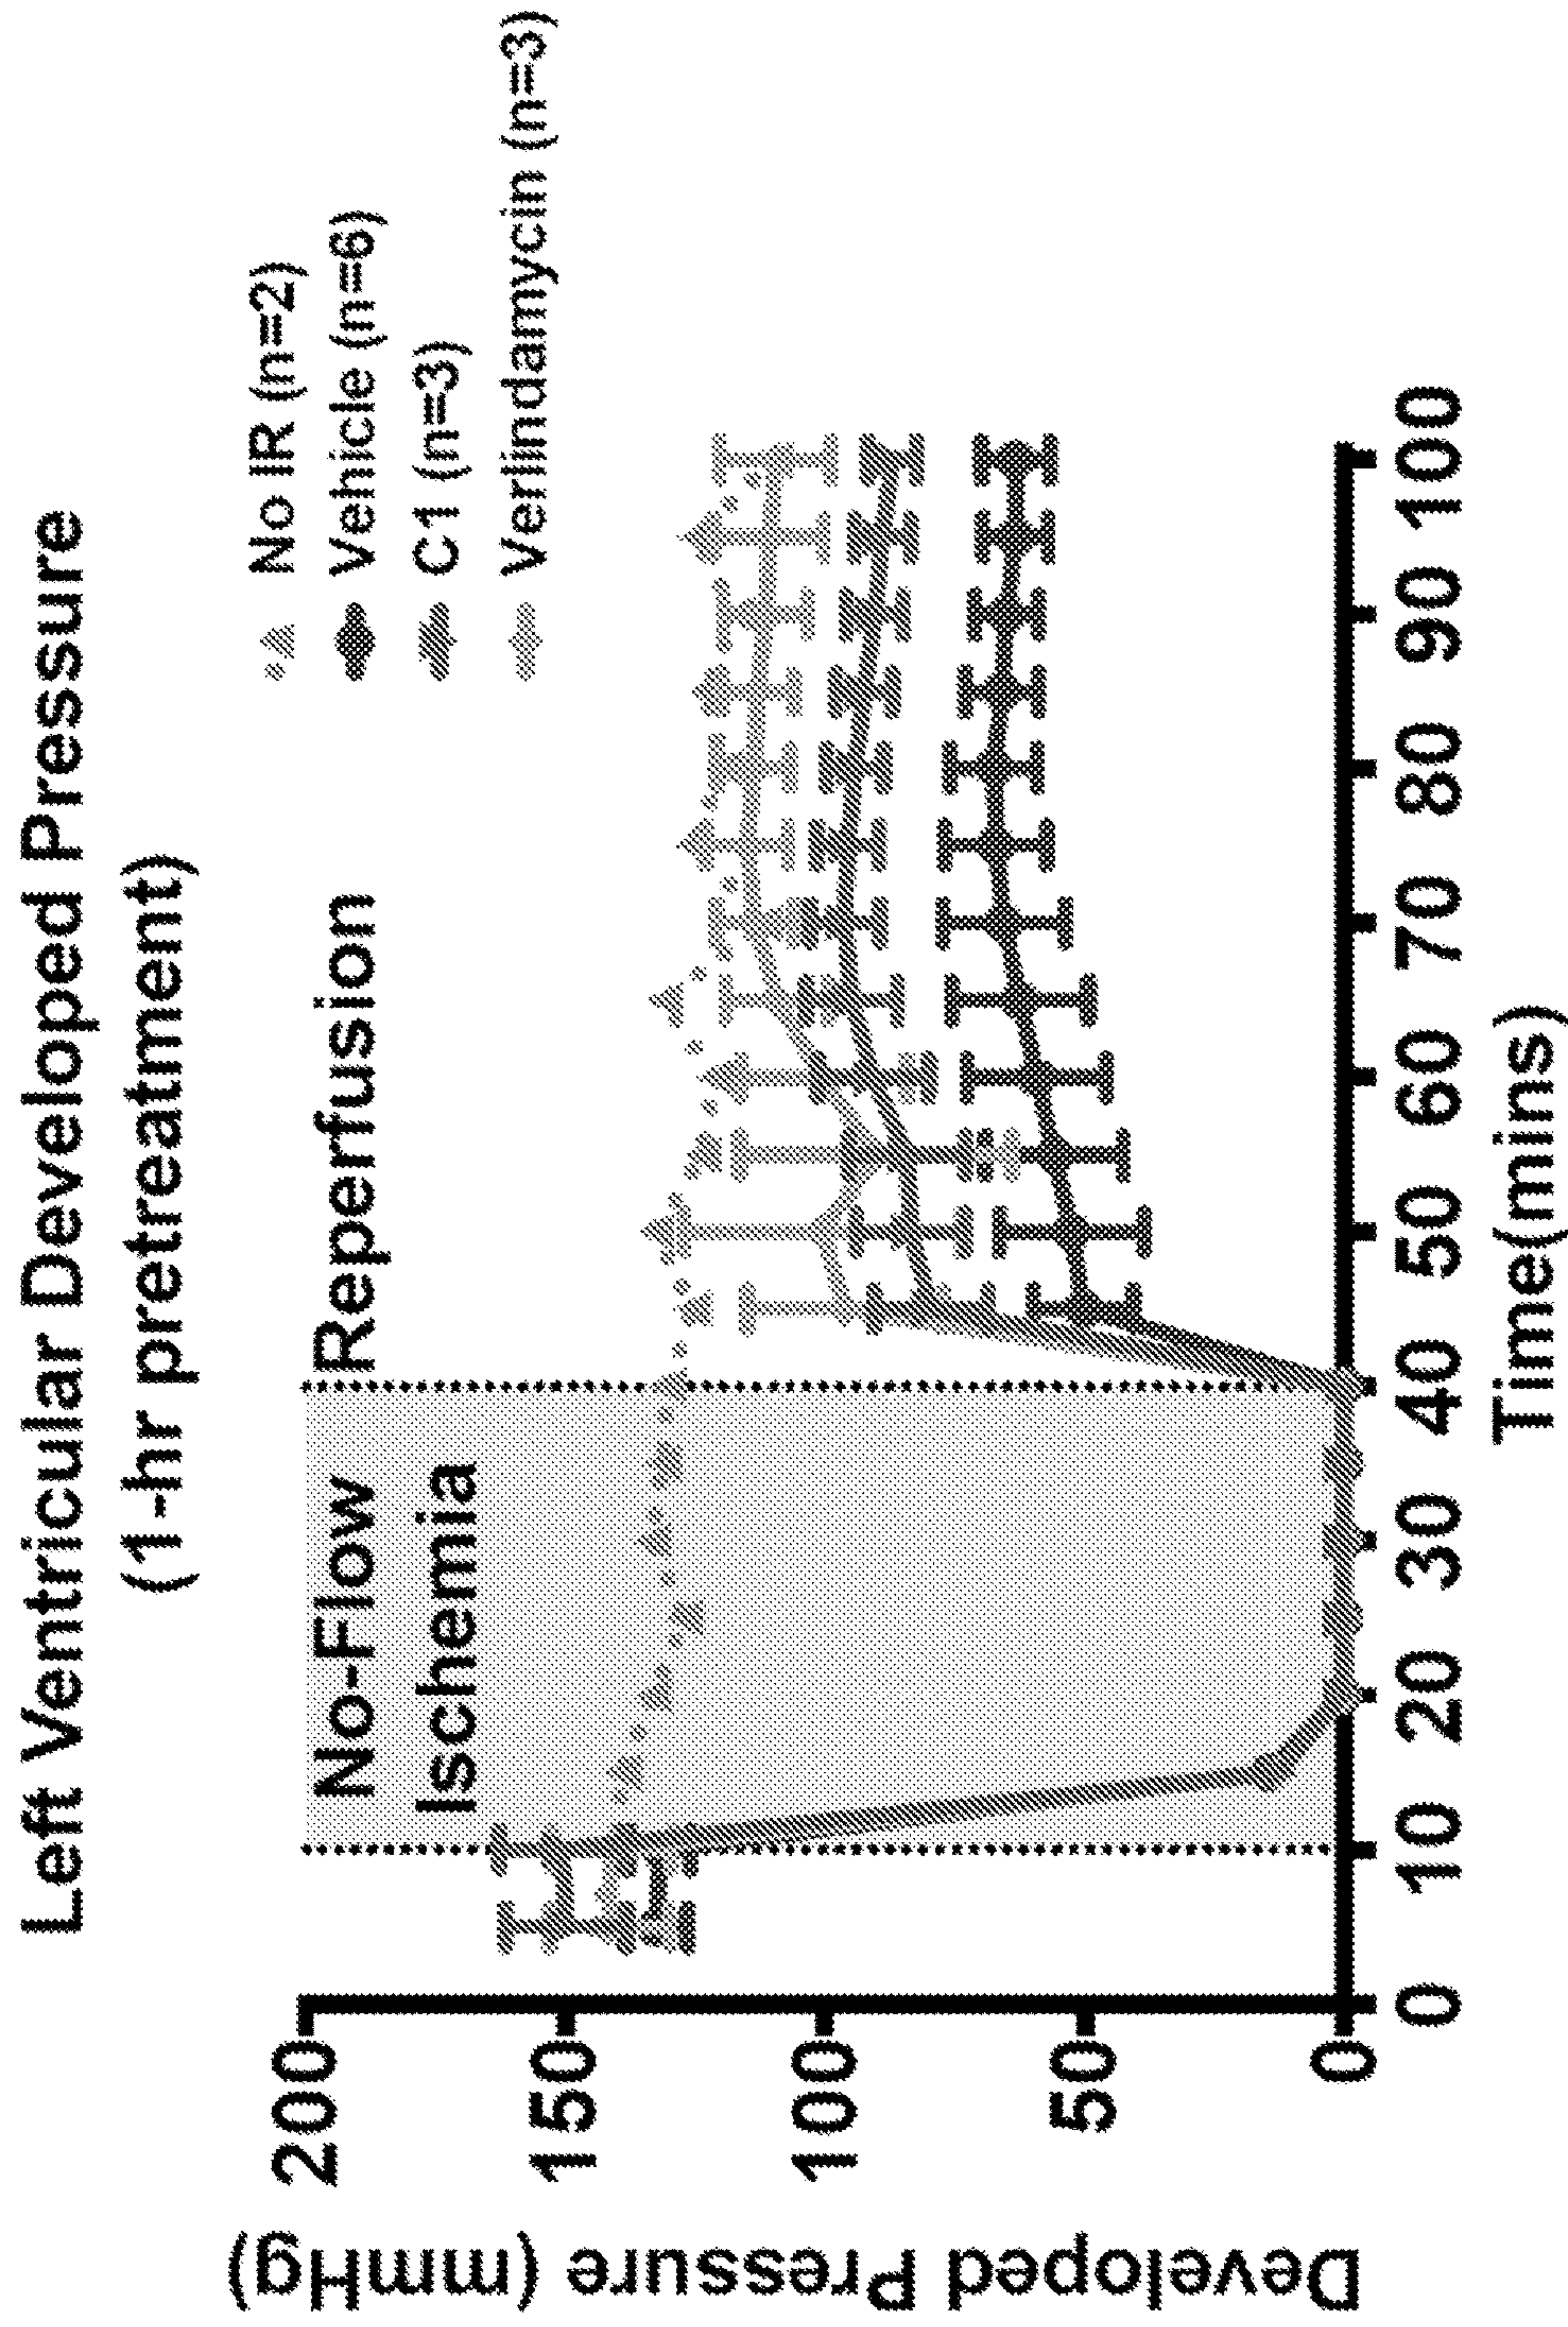 Left Ventricular Developed Pressure
(1-hr pretreatment)
No IR (n=2)
Vehicle (n=6)
C1 (n=3)
Verlindamycin (n=3)
No-Flow
Ischemia
Reperfusion
Developed Pressure (mmHg)
200
150
100
50
0
0 10 20 30 40 50 60 70 80 90 100
Time(mins)